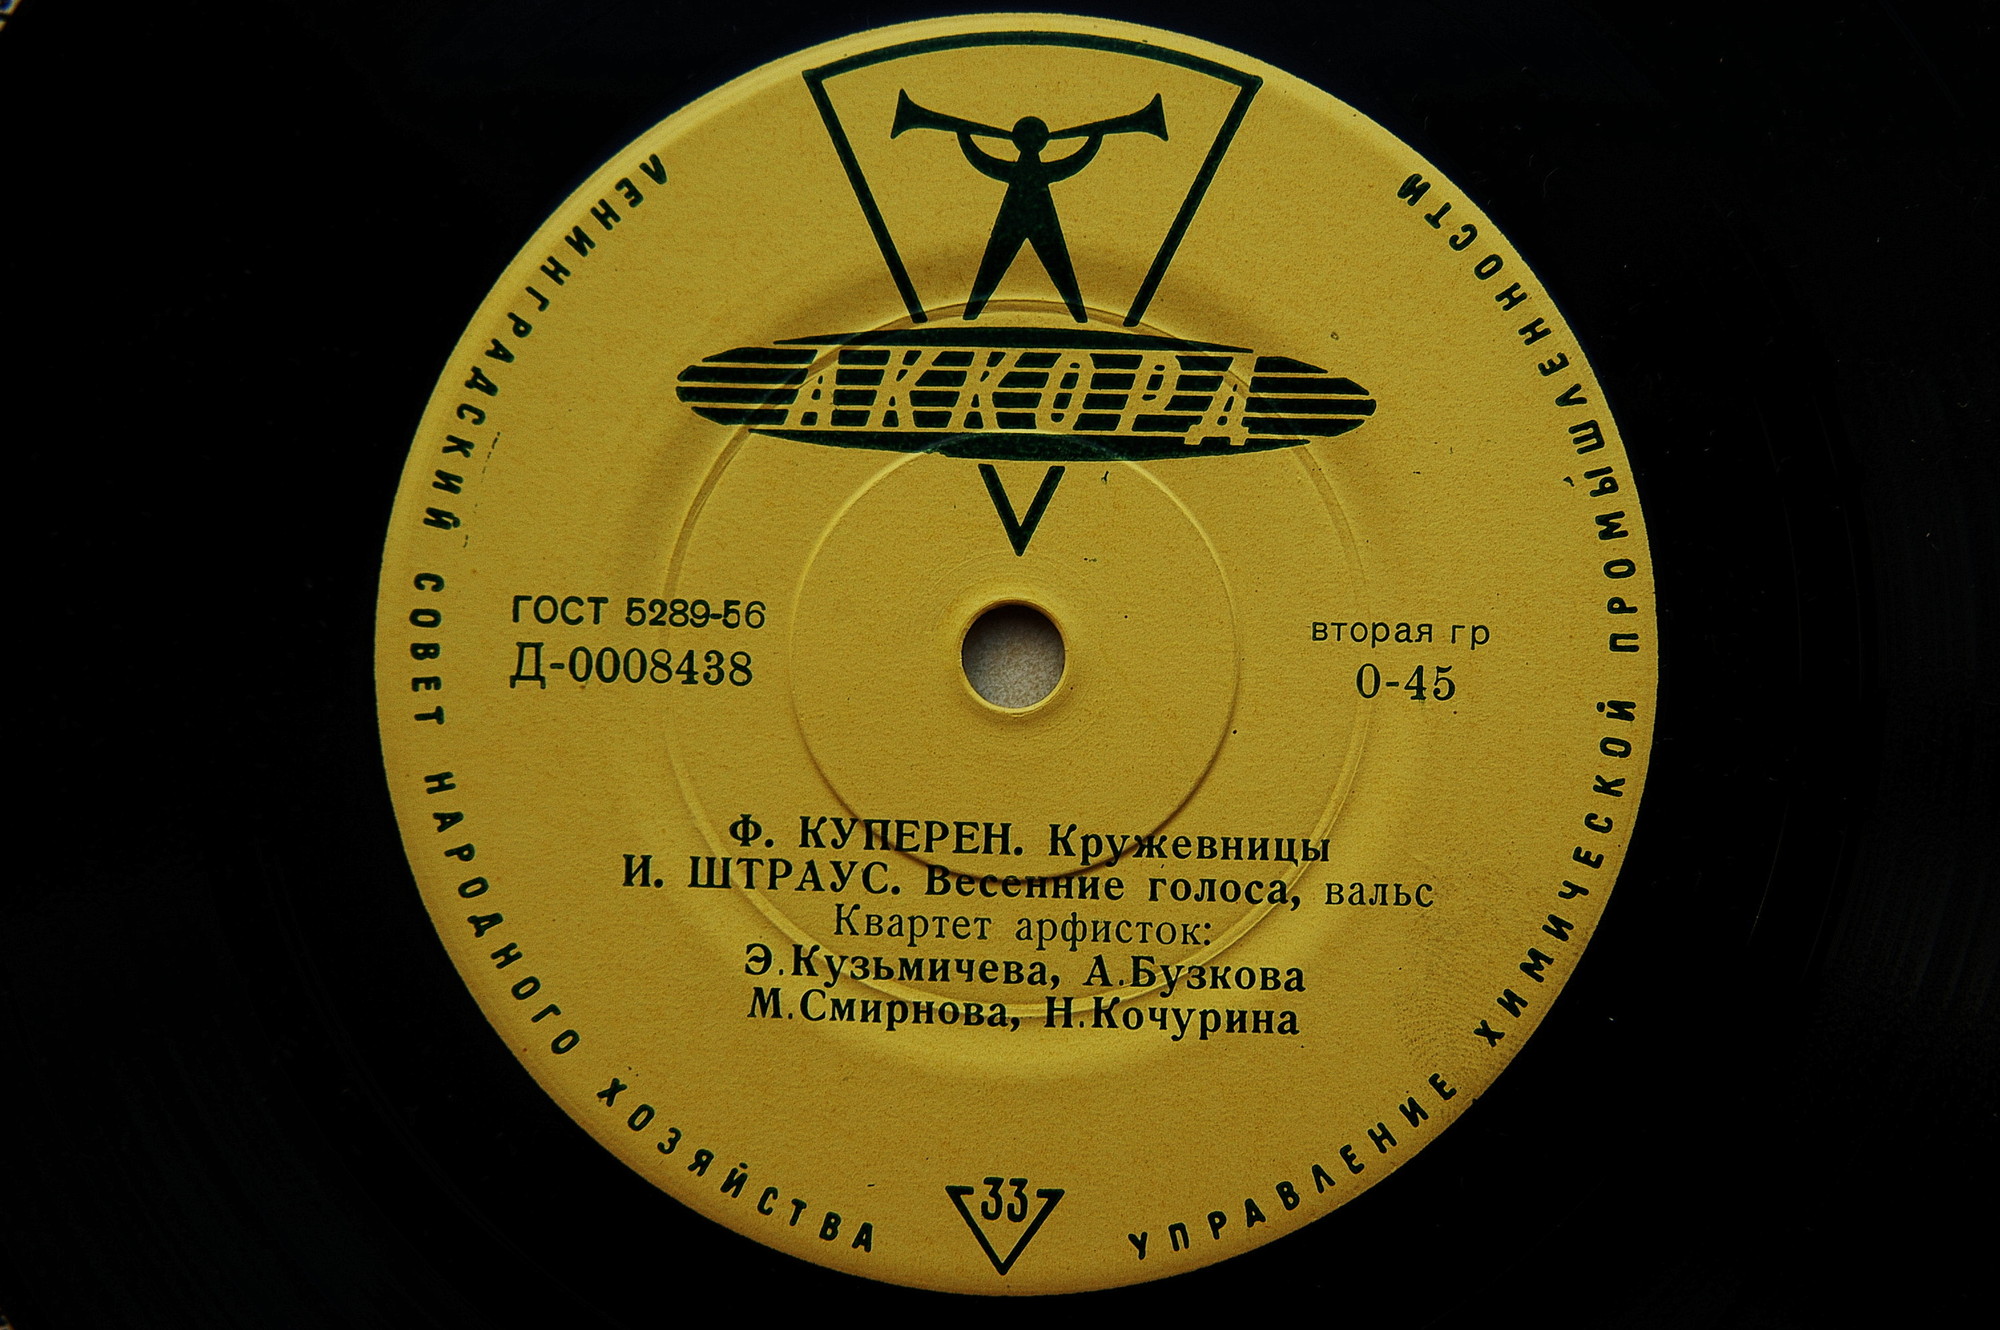 АККОРД
ЛЕНИНГРАДСКИЙ СОВЕТ НАРОДНОГО ХОЗЯЙСТВА
УПРАВЛЕНИЕ ХИМИЧЕСКОЙ ПРОМЫШЛЕННОСТИ
ГОСТ 5289-56
Д-0008438
вторая гр
0-45
Ф. КУПЕРЕН. Кружевницы
И. ШТРАУС. Весенние голоса, вальс
Квартет арфисток:
Э.Кузьмичева, А.Бузкова
М.Смирнова, Н.Кочурина
33